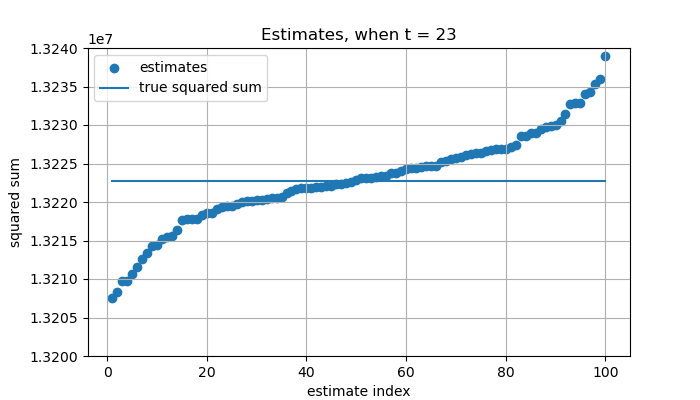 Estimates, when t = 23
1e7
1.3240
1.3235
1.3230
1.3225
1.3220
1.3215
1.3210
1.3205
1.3200
squared sum
estimates
true squared sum
0 20 40 60 80 100
estimate index